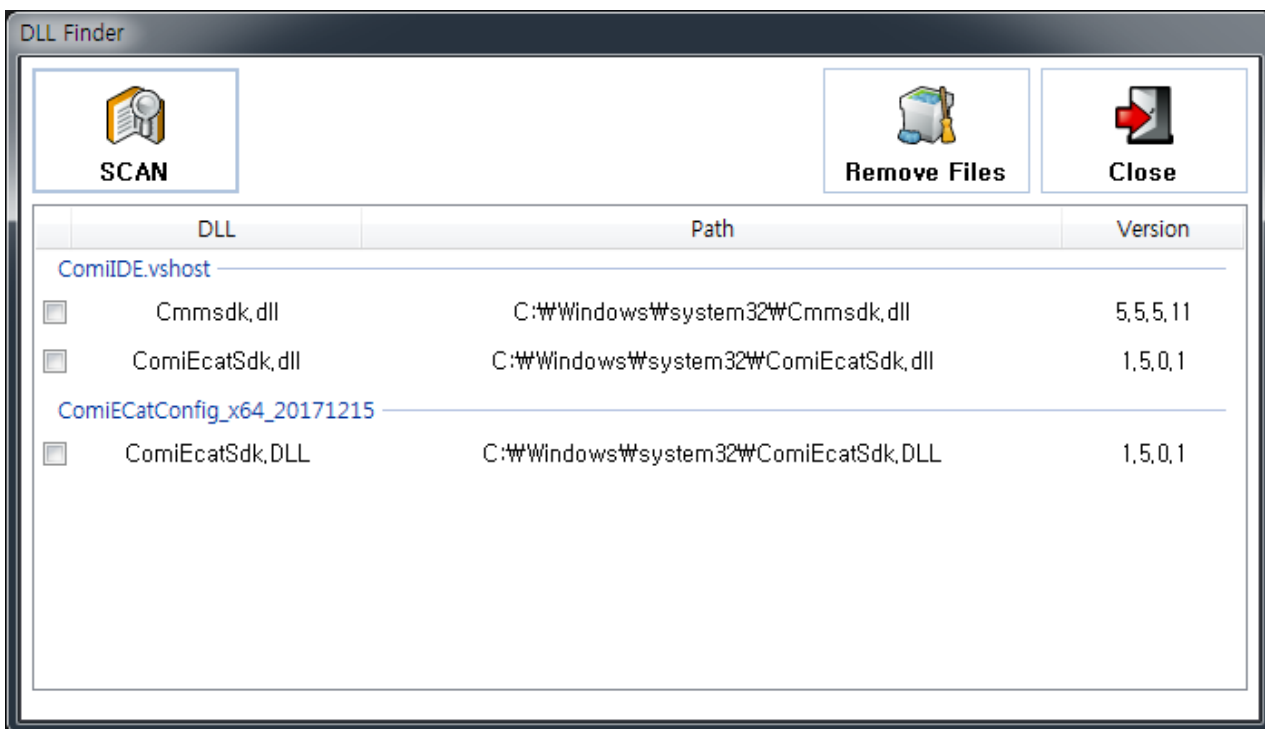 DLL Finder
SCAN
Remove Files
Close
DLL Path Version
ComiIDE.vshost
Cmmsdk,dll C:₩Windows₩system32₩Cmmsdk,dll 5,5,5,11
ComiEcatSdk,dll C:₩Windows₩system32₩ComiEcatSdk,dll 1,5,0,1
ComiECatConfig_x64_20171215
ComiEcatSdk,DLL C:₩Windows₩system32₩ComiEcatSdk,DLL 1,5,0,1